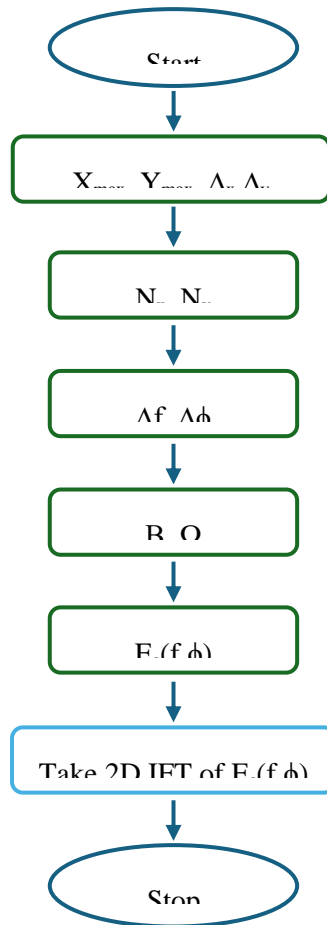 Start
Xmax, Ymax, Δx, Δy
Nx, Ny
Δf, Δϕ
B, Ω
Es(f,ϕ)
Take 2D IFT of Es(f,ϕ)
Stop